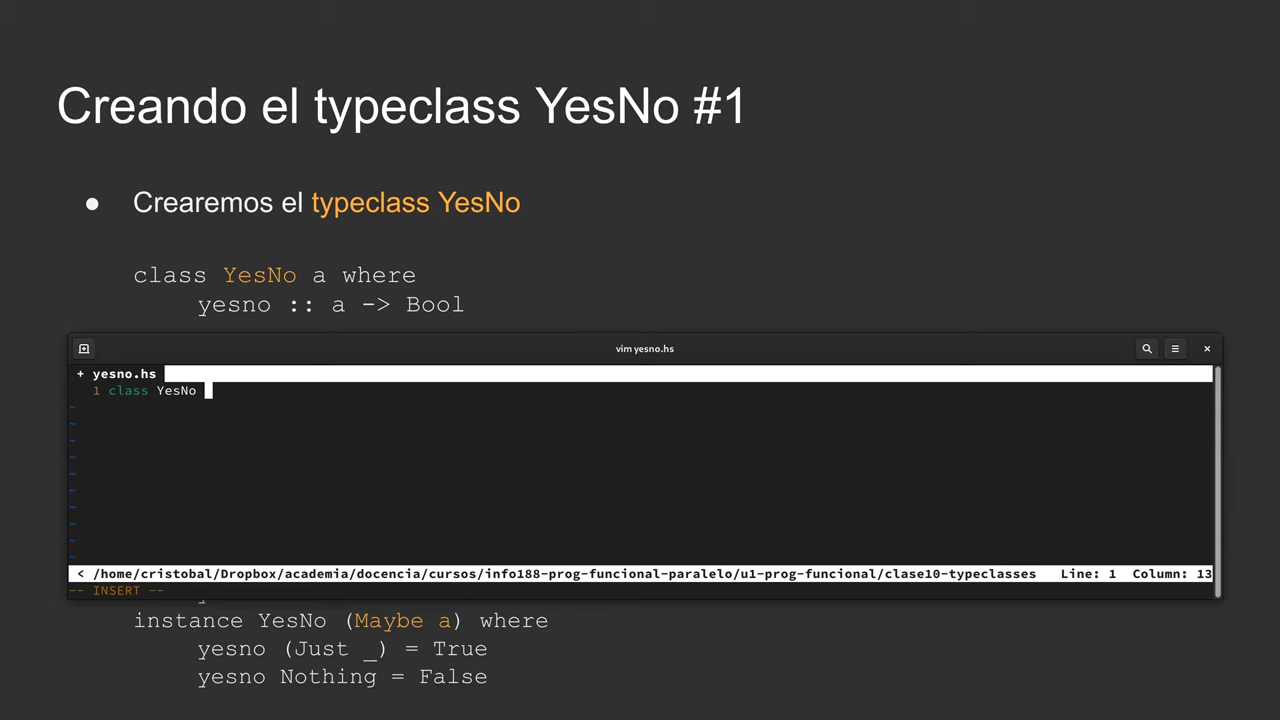 Creando el typeclass YesNo #1
● Crearemos el typeclass YesNo
class YesNo a where
yesno :: a -> Bool
vim yesno.hs
+ yesno.hs
1 class YesNo
~
~
~
~
~
~
~
~
~
~
< /home/cristobal/Dropbox/academia/docencia/cursos/info188-prog-funcional-paralelo/u1-prog-funcional/clase10-typeclasses Line: 1 Column: 13
-- INSERT --
instance YesNo (Maybe a) where
yesno (Just _) = True
yesno Nothing = False